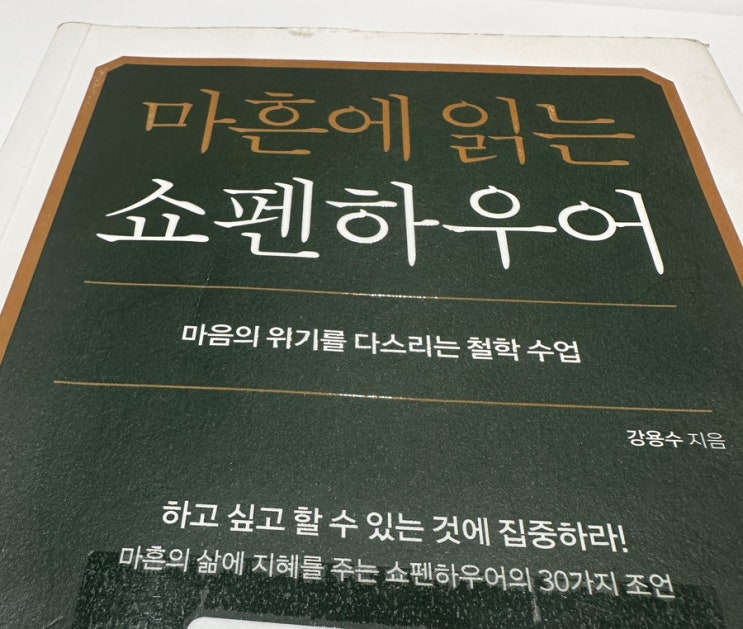 마흔에 읽는
쇼펜하우어
마음의 위기를 다스리는 철학 수업
강용수 지음
하고 싶고 할 수 있는 것에 집중하라!
마흔의 삶에 지혜를 주는 쇼펜하우어의 30가지 조언